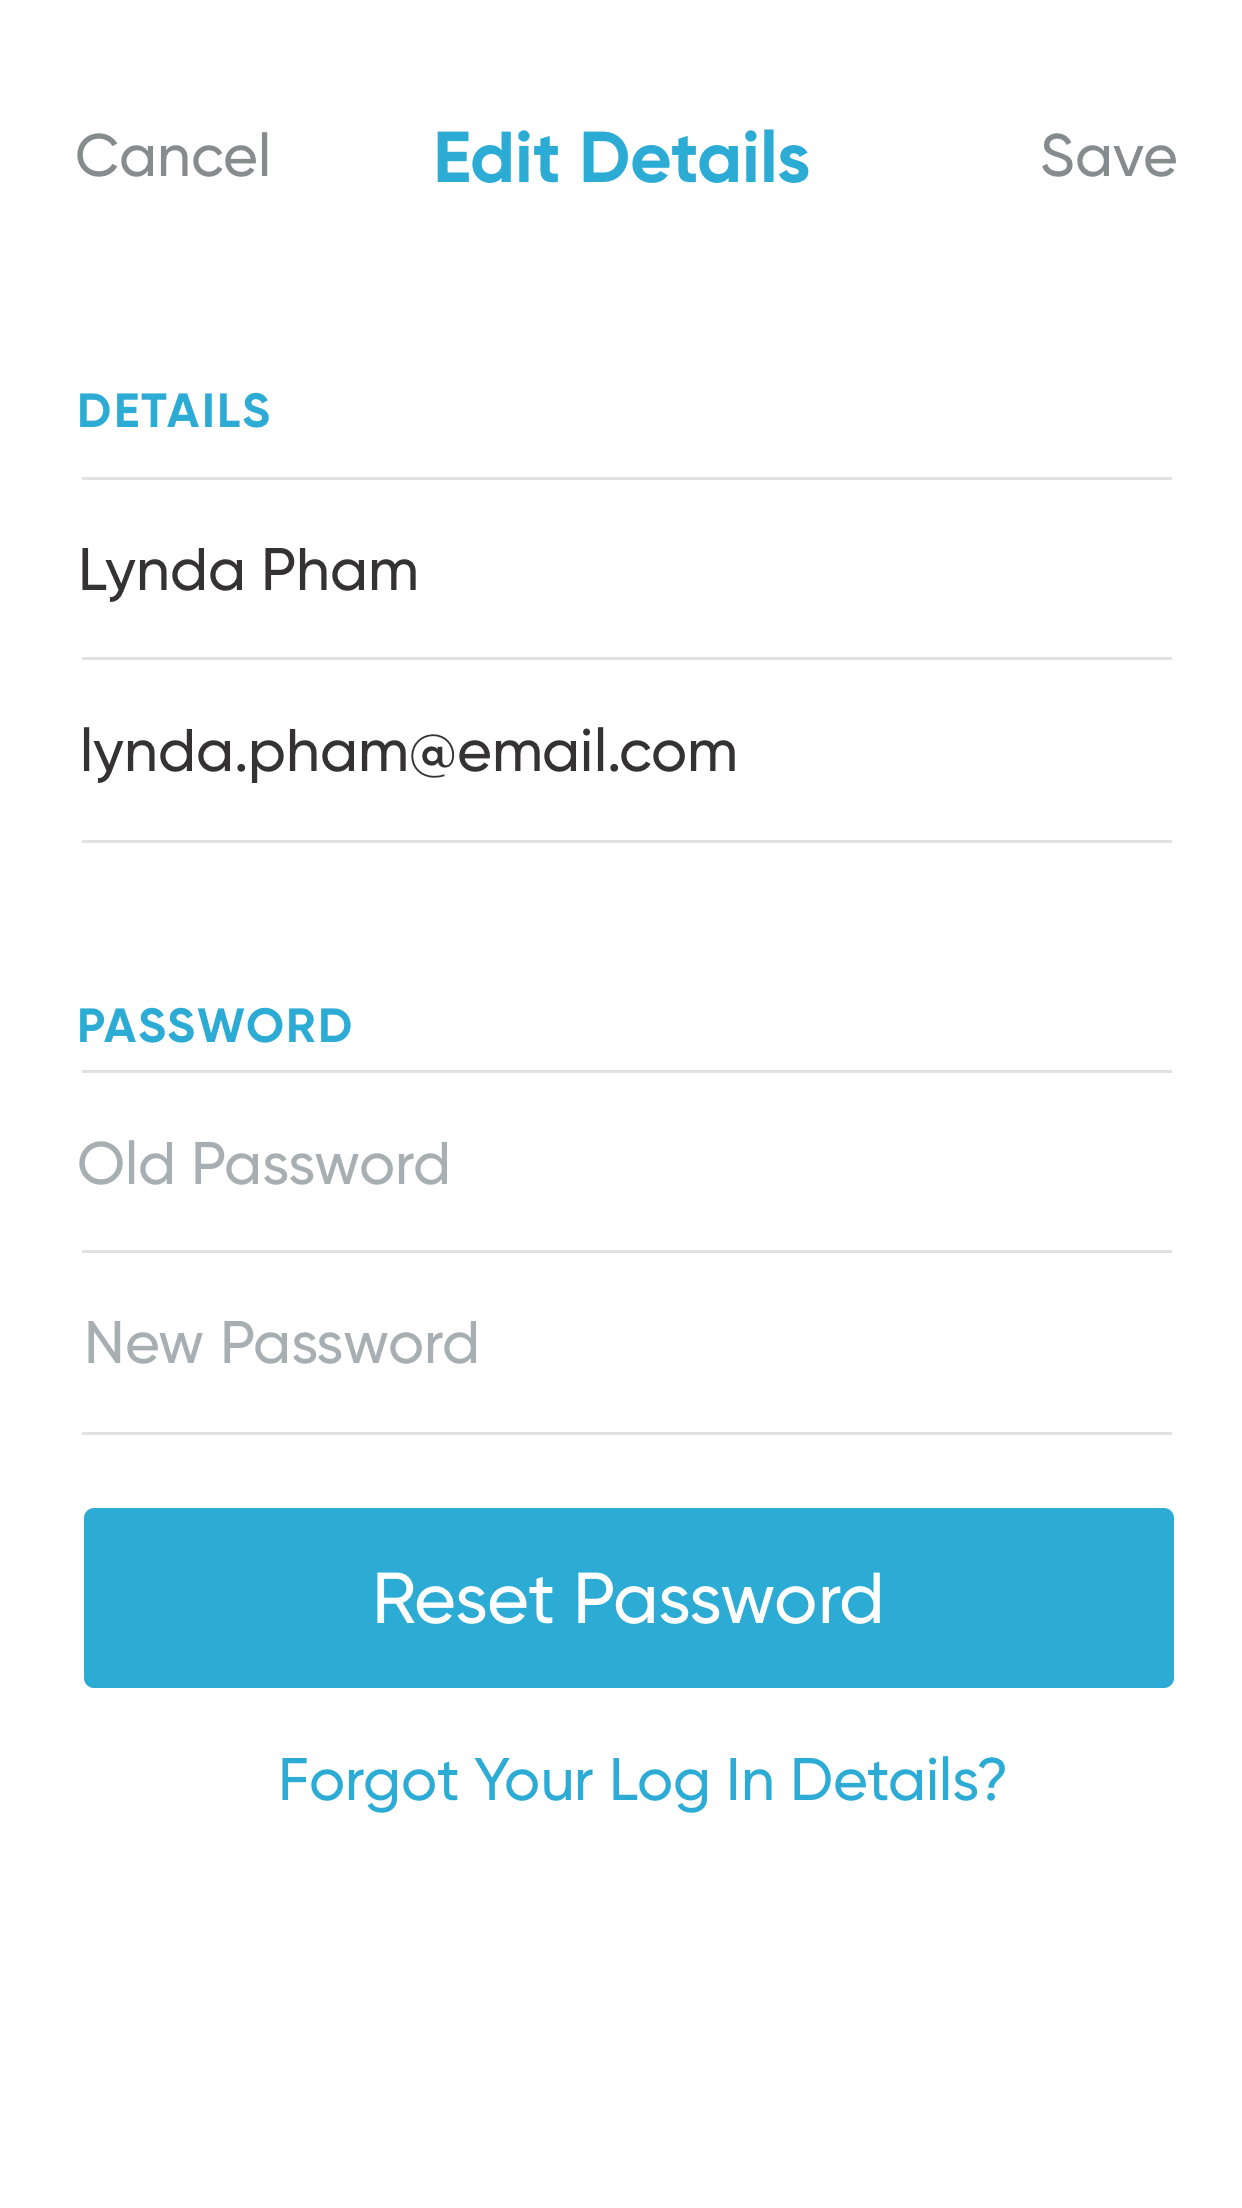 Cancel Edit Details Save
DETAILS
Lynda Pham
lynda.pham@email.com
PASSWORD
Old Password
New Password
Reset Password
Forgot Your Log In Details?